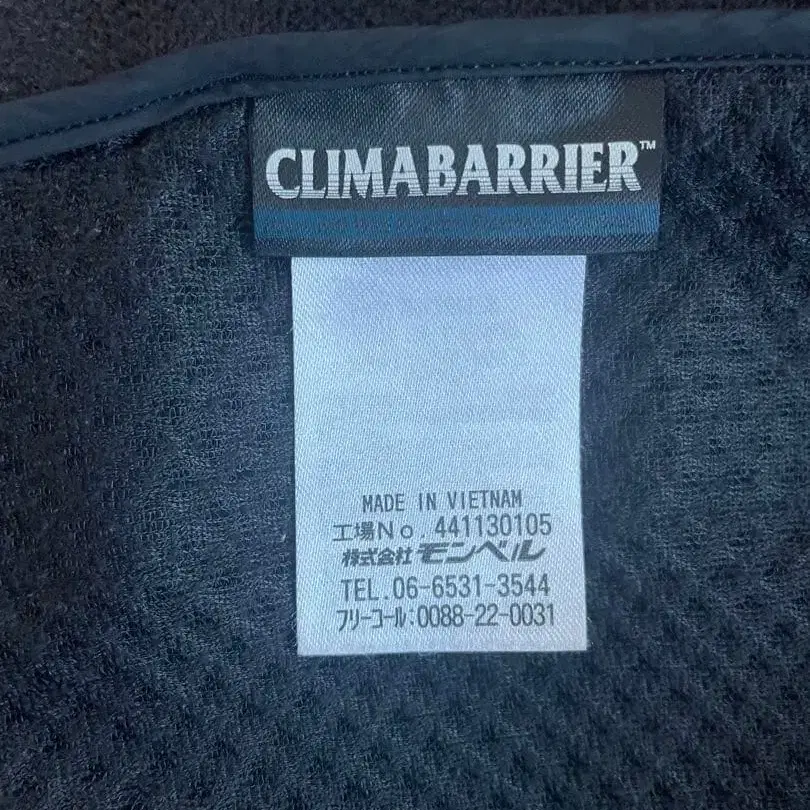 CLIMABARRIER™
MADE IN VIETNAM
工場No. 441130105
株式会社モンベル
TEL.06-6531-3544
フリーコール:0088-22-0031